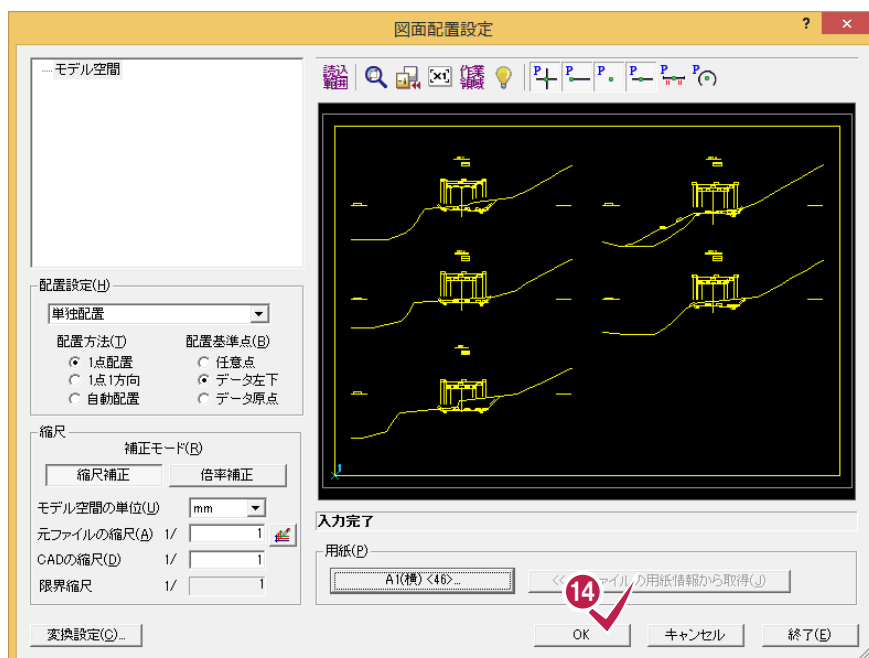 図面配置設定
? ×
モデル空間
読込範囲 ×1 作業領域 P P P P P P
配置設定(H)
単独配置
配置方法(T) 配置基準点(B)
1点配置 任意点
1点1方向 データ左下
自動配置 データ原点
縮尺
補正モード(R)
縮尺補正 倍率補正
モデル空間の単位(U) mm
元ファイルの縮尺(A) 1/ 1
CADの縮尺(D) 1/ 1
限界縮尺 1/ 1
変換設定(C)...
1
入力完了
用紙(P)
A1(横) <46>...
ファイルの用紙情報から取得(J)
14
OK キャンセル 終了(E)